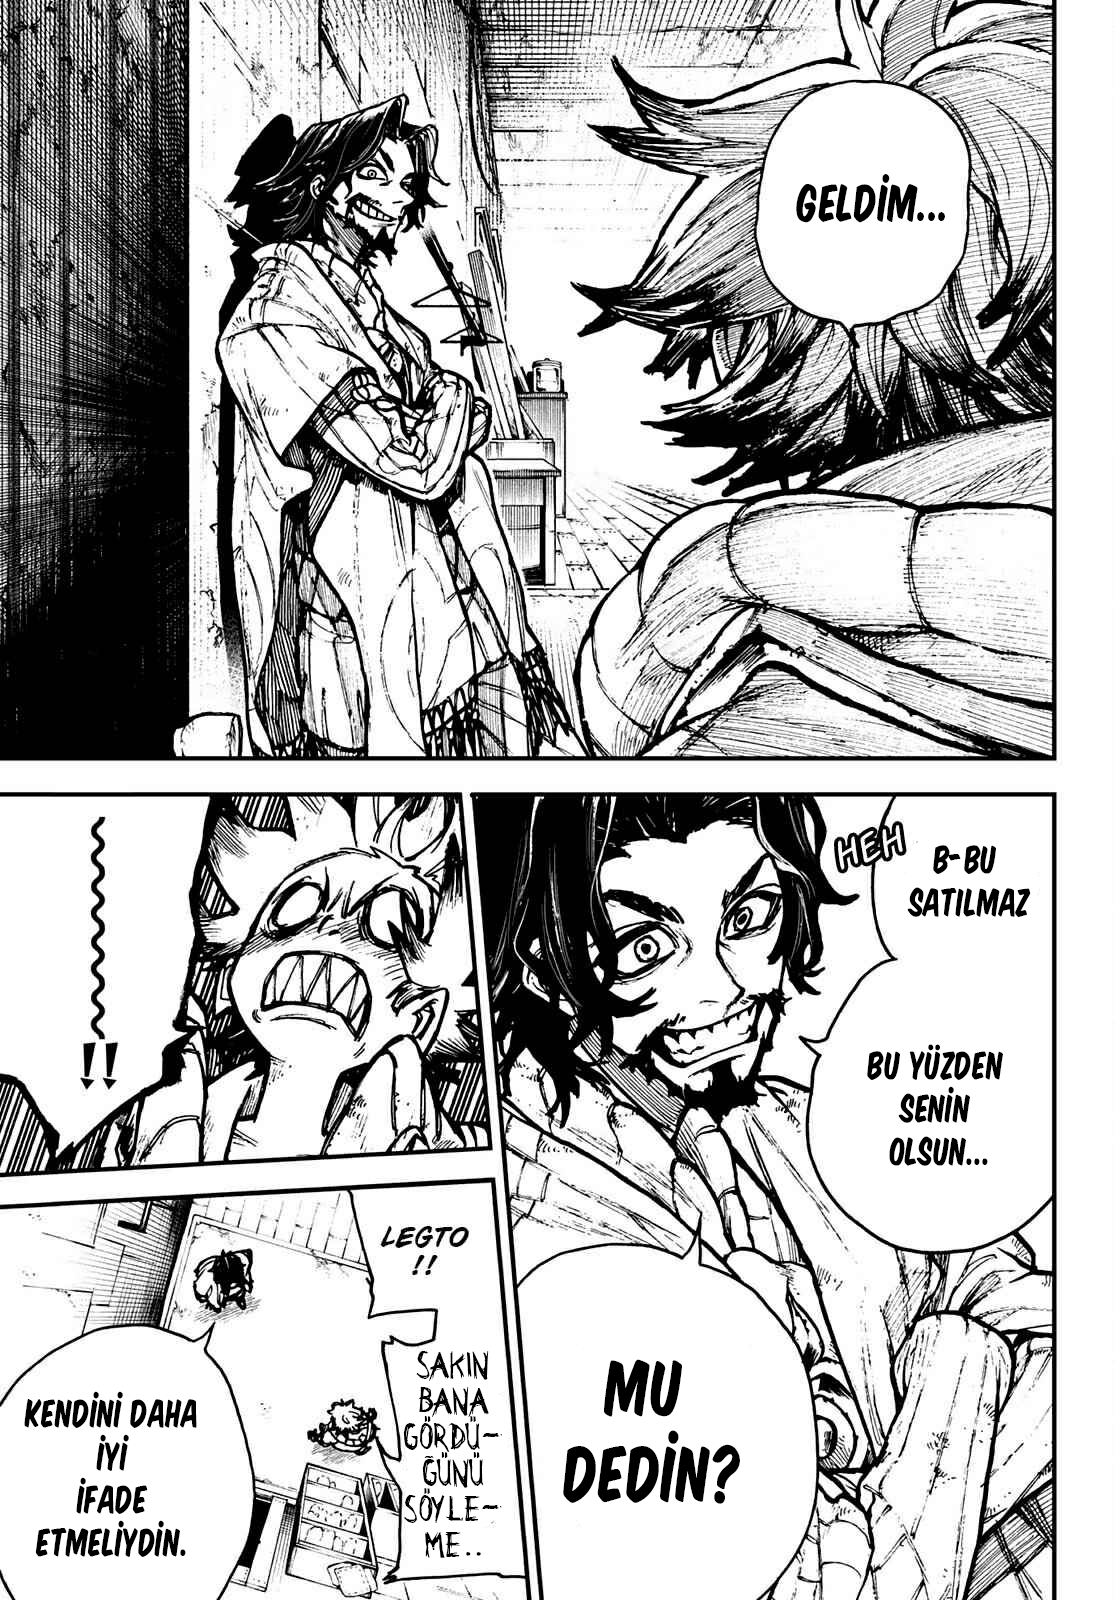 GELDİM...
HEH
B-BU
SATILMAZ
BU YÜZDEN
SENİN
OLSUN...
MU
DEDİN?
!!
LEGTO
!!
SAKIN
BANA
GÖRDÜ-
ĞÜNÜ
SÖYLE-
ME..
KENDİNİ DAHA
İYİ
İFADE
ETMELİYDİN.